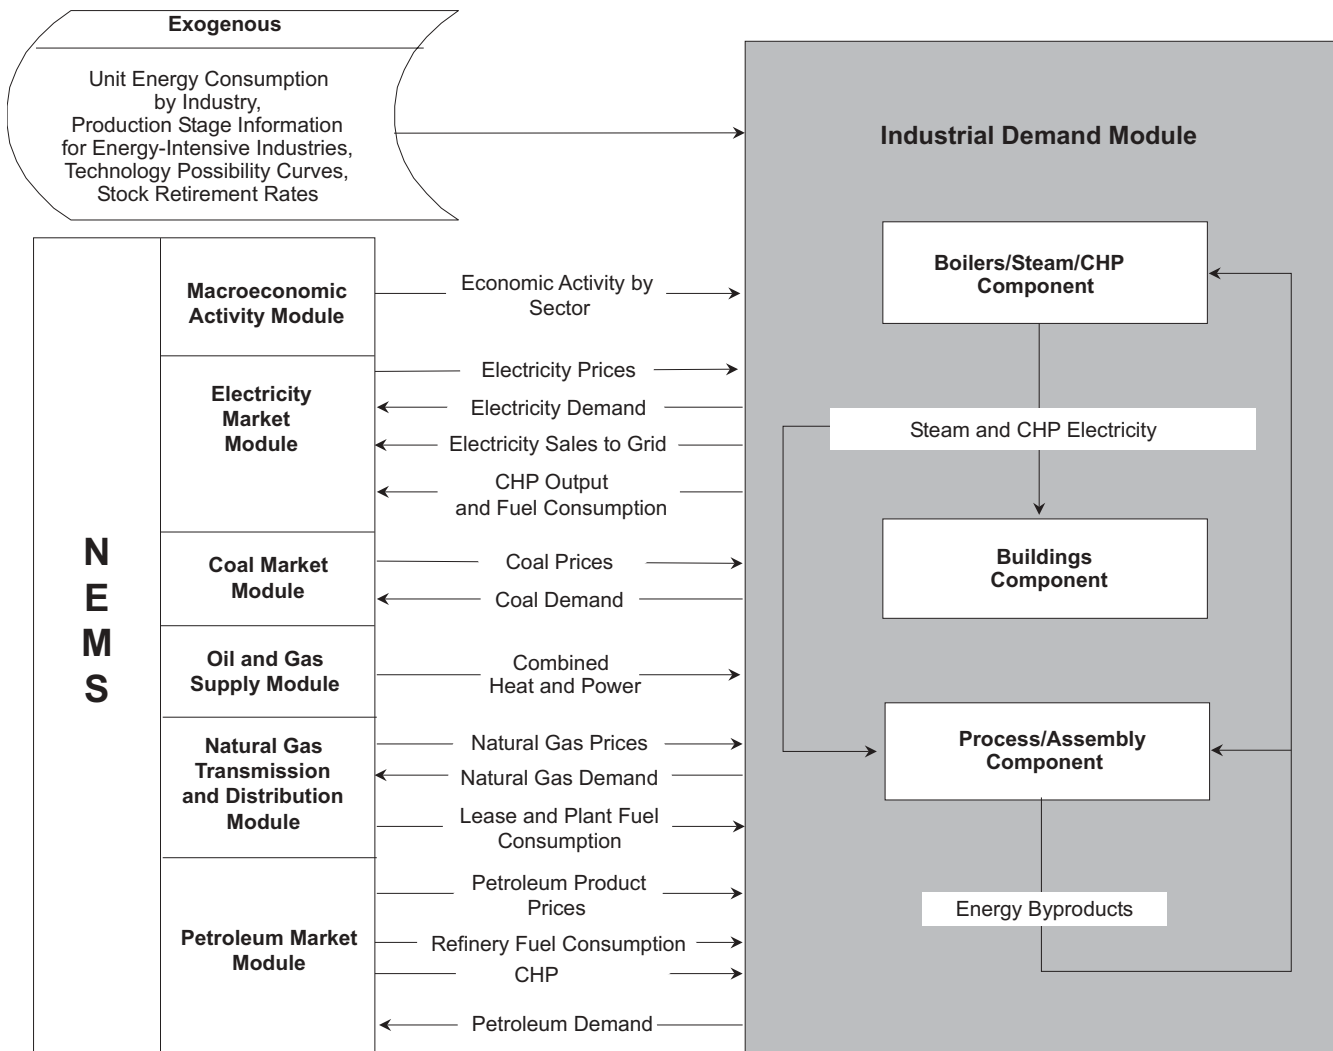 Exogenous
Unit Energy Consumption
by Industry,
Production Stage Information
for Energy-Intensive Industries,
Technology Possibility Curves,
Stock Retirement Rates
N
E
M
S
Macroeconomic
Activity Module
Electricity
Market
Module
Coal Market
Module
Oil and Gas
Supply Module
Natural Gas
Transmission
and Distribution
Module
Petroleum Market
Module
Economic Activity by
Sector
Electricity Prices
Electricity Demand
Electricity Sales to Grid
CHP Output
and Fuel Consumption
Coal Prices
Coal Demand
Combined
Heat and Power
Natural Gas Prices
Natural Gas Demand
Lease and Plant Fuel
Consumption
Petroleum Product
Prices
Refinery Fuel Consumption
CHP
Petroleum Demand
Industrial Demand Module
Boilers/Steam/CHP
Component
Steam and CHP Electricity
Buildings
Component
Process/Assembly
Component
Energy Byproducts